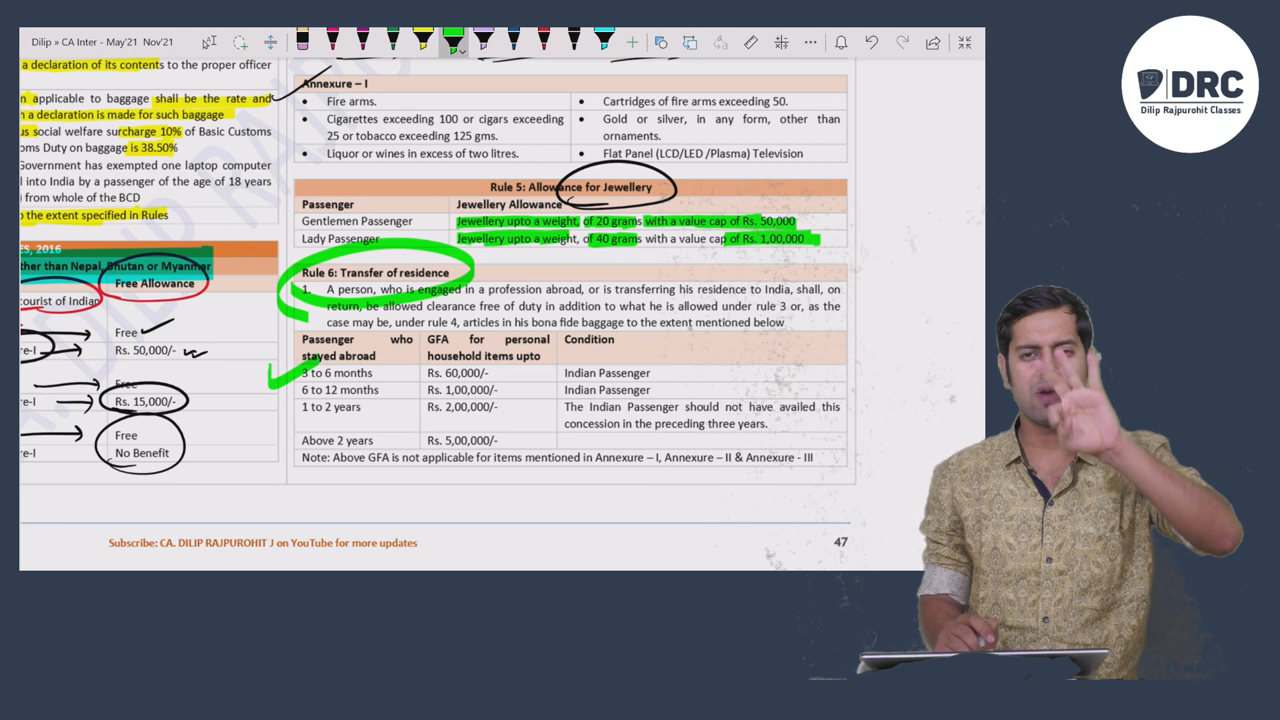 Dilip » CA Inter - May'21 Nov'21
a declaration of its contents to the proper officer
applicable to baggage shall be the rate and
a declaration is made for such baggage
us social welfare surcharge 10% of Basic Customs
oms Duty on baggage is 38.50%
Government has exempted one laptop computer
into India by a passenger of the age of 18 years
from whole of the BCD
the extent specified in Rules
ES, 2016
ther than Nepal, Bhutan or Myanmar
Free Allowance
tourist of Indian
Free
re-I Rs. 50,000/-
Free
re-I Rs. 15,000/-
Free
re-I No Benefit
Annexure – I
• Fire arms.
• Cartridges of fire arms exceeding 50.
• Cigarettes exceeding 100 or cigars exeeding
25 or tobacco exceeding 125 gms.
• Gold or silver, in any form, other than
ornaments.
• Liquor or wines in excess of two litres.
• Flat Panel (LCD/LED /Plasma) Television
Rule 5: Allowance for Jewellery
Passenger Jewellery Allowance
Gentlemen Passenger Jewellery upto a weight, of 20 grams with a value cap of Rs. 50,000
Lady Passenger Jewellery upto a weight, of 40 grams with a value cap of Rs. 1,00,000
Rule 6: Transfer of residence
1. A person, who is engaged in a profession abroad, or is transferring his residence to India, shall, on
return, be allowed clearance free of duty in addition to what he is allowed under rule 3 or, as the
case may be, under rule 4, articles in his bona fide baggage to the extent mentioned below
Passenger who
stayed abroad
GFA for personal
household items upto
Condition
3 to 6 months Rs. 60,000/- Indian Passenger
6 to 12 months Rs. 1,00,000/- Indian Passenger
1 to 2 years Rs. 2,00,000/- The Indian Passenger should not have availed this
concession in the preceding three years.
Above 2 years Rs. 5,00,000/-
Note: Above GFA is not applicable for items mentioned in Annexure – I, Annexure – II & Annexure - III
Subscribe: CA. DILIP RAJPUROHIT J on YouTube for more updates
47
DRC
Dilip Rajpurohit Classes